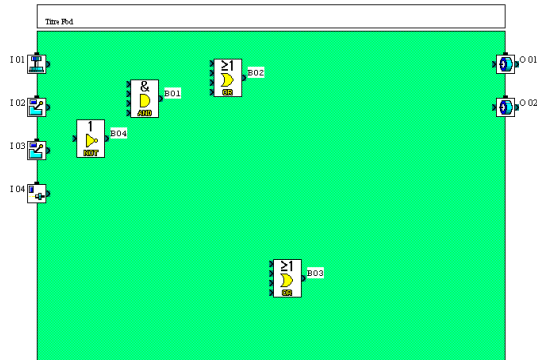 Titre Fbd
I 01
I 02
I 03
I 04
O 01
O 02
&
AND
B01
≥1
OR
B02
1
NOT
B04
≥1
OR
B03